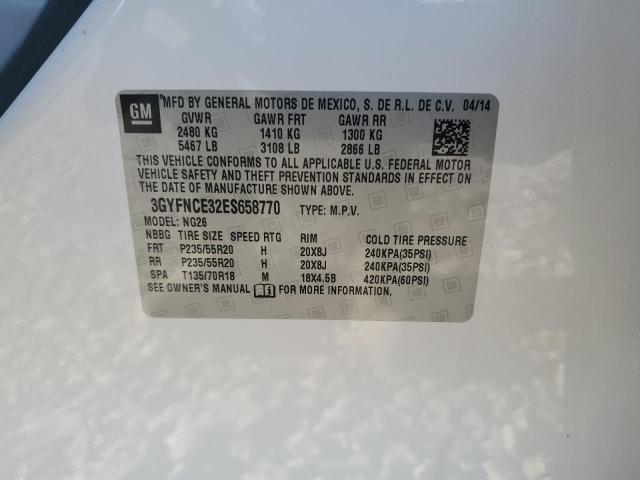 GM
MFD BY GENERAL MOTORS DE MEXICO, S. DE R.L. DE C.V. 04/14
GVWR GAWR FRT GAWR RR
2480 KG 1410 KG 1300 KG
5467 LB 3108 LB 2866 LB
THIS VEHICLE CONFORMS TO ALL APPLICABLE U.S. FEDERAL MOTOR
VEHICLE SAFETY AND THEFT PREVENTION STANDARDS IN EFFECT ON
THE DATE OF MANUFACTURE SHOWN ABOVE.
3GYFNCE32ES658770 TYPE: M.P.V.
MODEL: NG26
NBBG TIRE SIZE SPEED RTG RIM COLD TIRE PRESSURE
FRT P235/55R20 H 20X8J 240KPA(35PSI)
RR P235/55R20 H 20X8J 240KPA(35PSI)
SPA T135/70R18 M 18X4.5B 420KPA(60PSI)
SEE OWNER'S MANUAL FOR MORE INFORMATION.